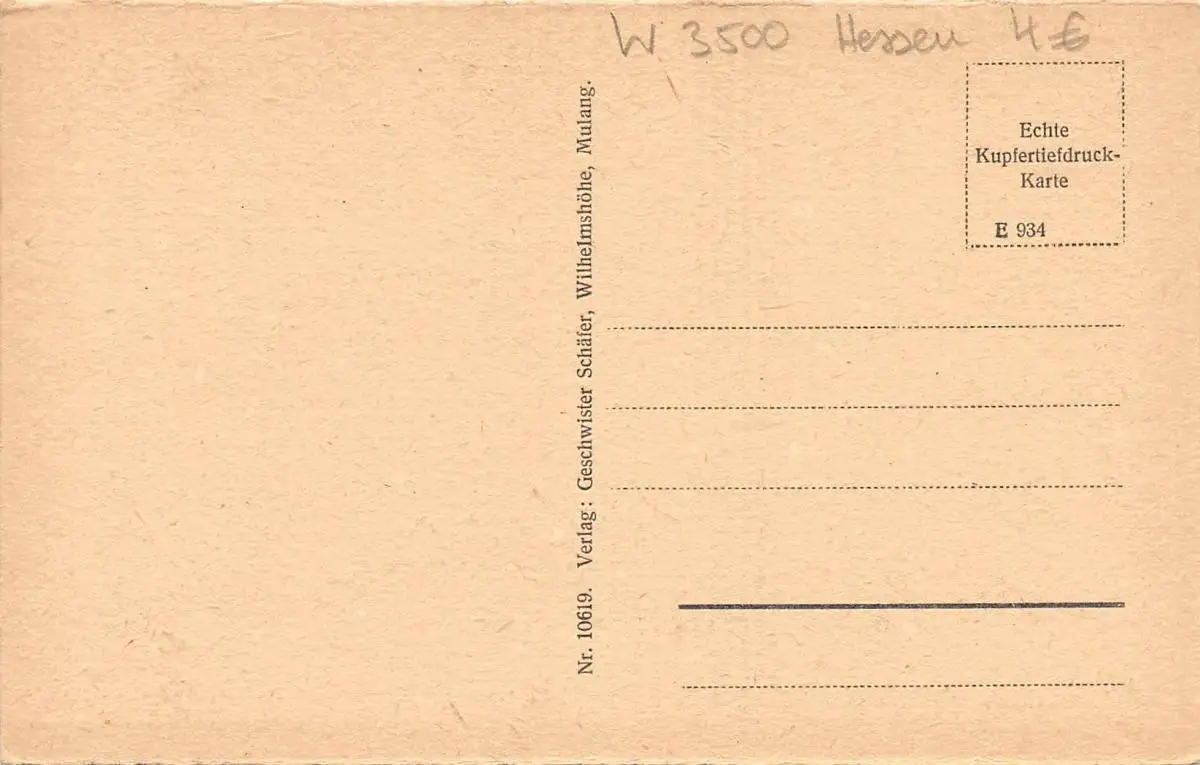 W 3500 Hessen 4 €
Echte
Kupfertiefdruck-
Karte
E 934
Nr. 10619. Verlag: Geschwister Schäfer, Wilhelmshöhe, Mulang.